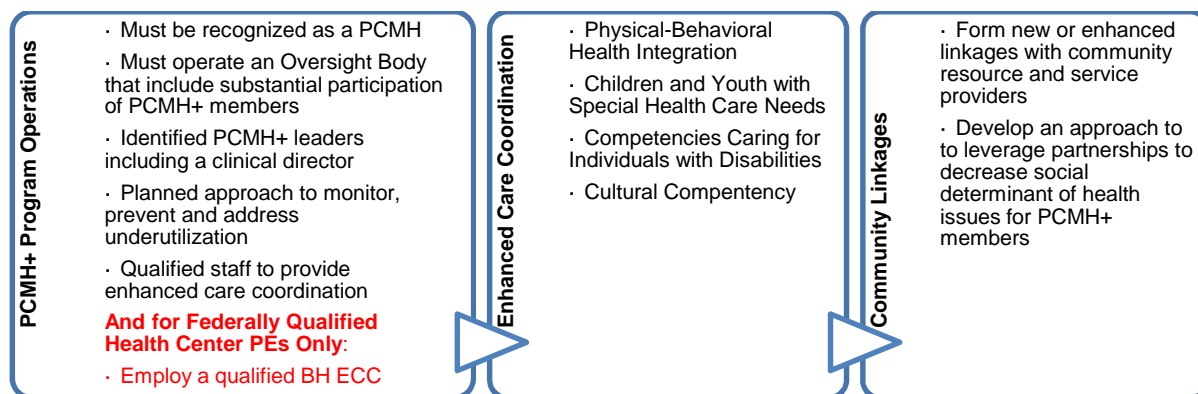 PCMH+ Program Operations
· Must be recognized as a PCMH
· Must operate an Oversight Body
that include substantial participation
of PCMH+ members
· Identified PCMH+ leaders
including a clinical director
· Planned approach to monitor,
prevent and address
underutilization
· Qualified staff to provide
enhanced care coordination
And for Federally Qualified
Health Center PEs Only:
· Employ a qualified BH ECC
Enhanced Care Coordination
· Physical-Behavioral
Health Integration
· Children and Youth with
Special Health Care Needs
· Competencies Caring for
Individuals with Disabilities
· Cultural Compentency
Community Linkages
· Form new or enhanced
linkages with community
resource and service
providers
· Develop an approach to
to leverage partnerships to
decrease social
determinant of health
issues for PCMH+
members